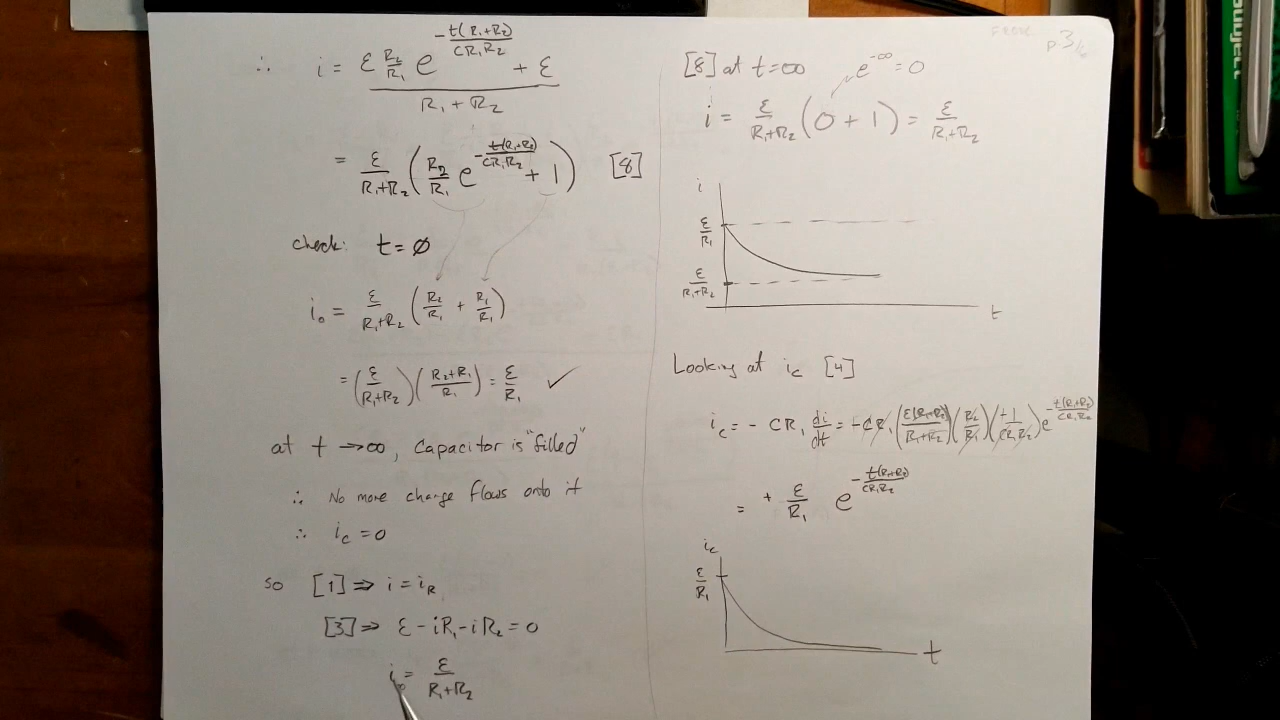 ∴ i = (ε R₂/R₁ e^(-t(R₁+R₂)/CR₁R₂) + ε) / (R₁ + R₂)
= ε/(R₁+R₂) (R₂/R₁ e^(-t(R₁+R₂)/CR₁R₂) + 1) [8]
check: t = ∅
i₀ = ε/(R₁+R₂) (R₂/R₁ + R₁/R₁)
= (ε/(R₁+R₂)) ((R₂+R₁)/R₁) = ε/R₁ ✓
at t → ∞, Capacitor is "filled"
∴ No more charge flows onto it
∴ i_c = 0
so [1] ⇒ i = i_R
[3] ⇒ ε - iR₁ - iR₂ = 0
i_∞ = ε/(R₁+R₂)
p 3
[8] at t = ∞ e^(-∞) = 0
i = ε/(R₁+R₂) (0 + 1) = ε/(R₁+R₂)
i
ε/R₁
ε/(R₁+R₂)
t
Looking at i_c [4]
i_c = - CR₁ di/dt = -CR₁ (ε(R₁+R₂)/(R₁+R₂)) (R₂/R₁) (-1/CR₁R₂) e^(-t(R₁+R₂)/CR₁R₂)
= + ε/R₁ e^(-t(R₁+R₂)/CR₁R₂)
i_c
ε/R₁
t